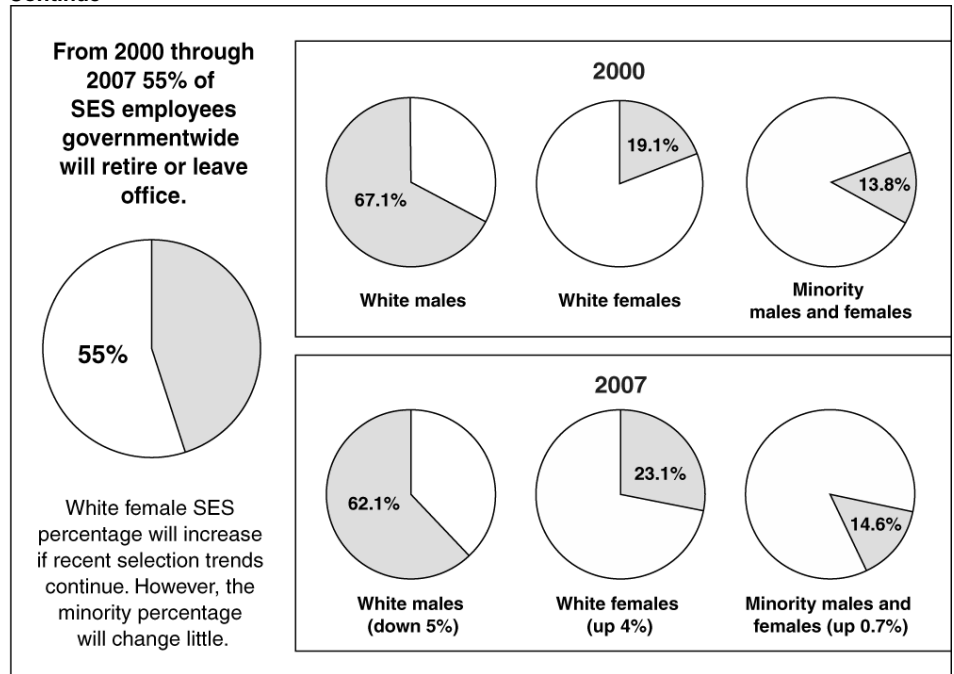 From 2000 through
2007 55% of
SES employees
governmentwide
will retire or leave
office.
55%
White female SES
percentage will increase
if recent selection trends
continue. However, the
minority percentage
will change little.
2000
67.1%
19.1%
13.8%
White males
White females
Minority
males and females
2007
62.1%
23.1%
14.6%
White males
(down 5%)
White females
(up 4%)
Minority males and
females (up 0.7%)